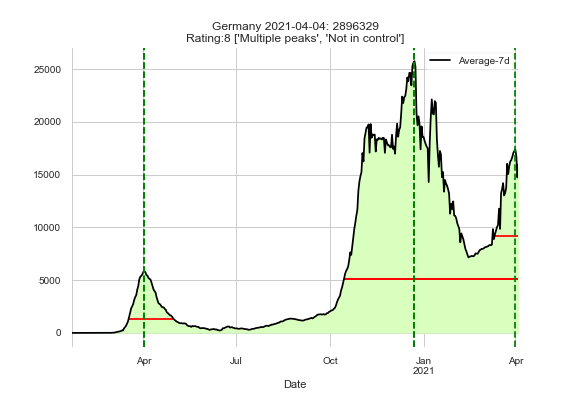 Germany 2021-04-04: 2896329
Rating:8 ['Multiple peaks', 'Not in control']
Average-7d
25000
20000
15000
10000
5000
0
Apr Jul Oct Jan Apr
2021
Date